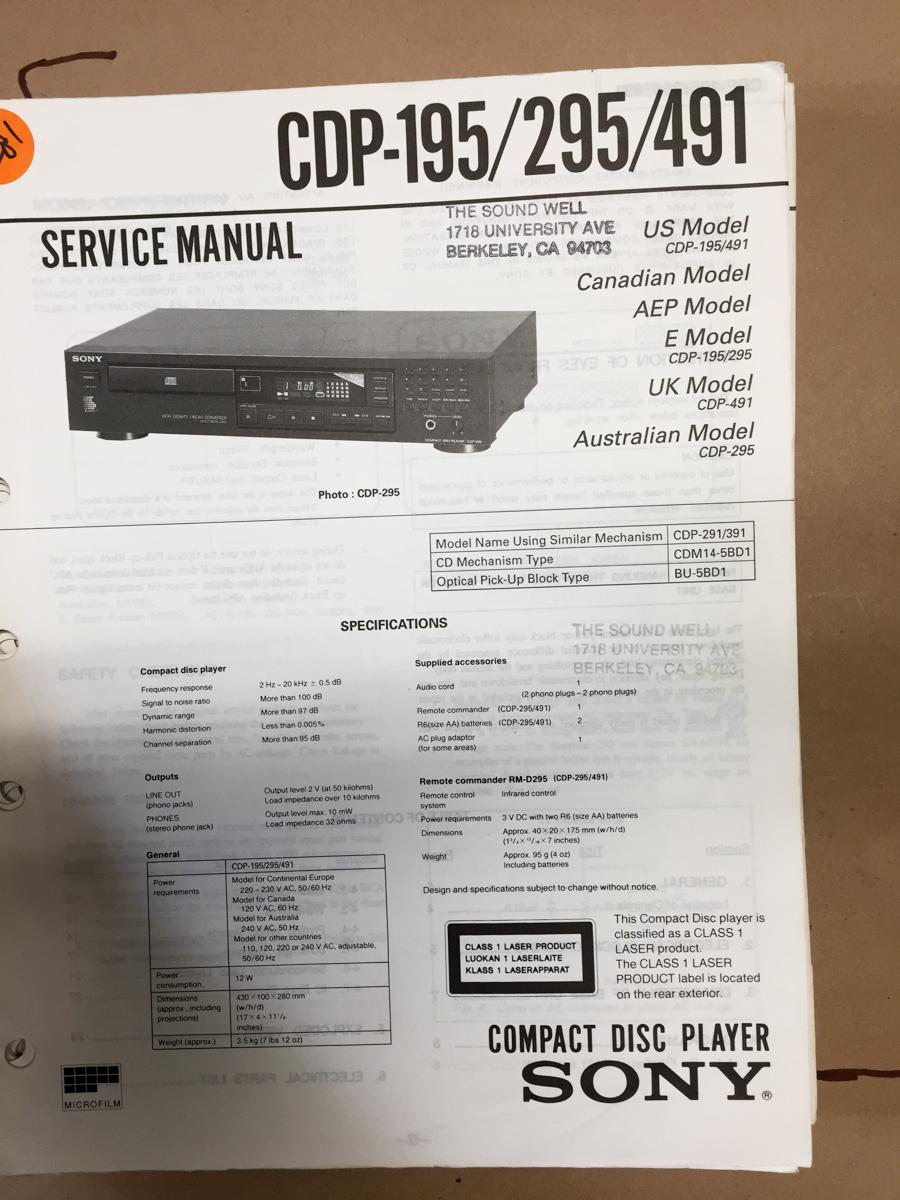 CDP-195/295/491
SERVICE MANUAL
THE SOUND WELL
1718 UNIVERSITY AVE
BERKELEY, CA 94703
US Model
CDP-195/491
Canadian Model
AEP Model
E Model
CDP-195/295
UK Model
CDP-491
Australian Model
CDP-295
SONY
Photo : CDP-295
Model Name Using Similar Mechanism CDP-291/391
CD Mechanism Type CDM14-5BD1
Optical Pick-Up Block Type BU-5BD1
SPECIFICATIONS
THE SOUND WELL
1718 UNIVERSITY AVE
BERKELEY, CA 94703
Compact disc player
Frequency response 2 Hz – 20 kHz ± 0.5 dB
Signal to noise ratio More than 100 dB
Dynamic range More than 97 dB
Harmonic distortion Less than 0.005%
Channel separation More than 95 dB
Outputs
LINE OUT Output level 2 V (at 50 kilohms)
(phono jacks) Load impedance over 10 kilohms
PHONES Output level max. 10 mW
(stereo phone jack) Load impedance 32 ohms
General
CDP-195/295/491
Power requirements
Model for Continental Europe
220 – 230 V AC, 50/60 Hz
Model for Canada
120 V AC, 60 Hz
Model for Australia
240 V AC, 50 Hz
Model for other countries
110, 120, 220 or 240 V AC, adjustable,
50/60 Hz
Power consumption 12 W
Dimensions
(approx., including
projections)
430 × 100 × 280 mm
(w/h/d)
(17 × 4 × 11 1/8
inches)
Weight (approx.) 3.5 kg (7 lbs 12 oz)
Supplied accessories
Audio cord 1
(2 phono plugs – 2 phono plugs)
Remote commander (CDP-295/491) 1
R6(size AA) batteries (CDP-295/491) 2
AC plug adaptor 1
(for some areas)
Remote commander RM-D295 (CDP-295/491)
Remote control Infrared control
system
Power requirements 3 V DC with two R6 (size AA) batteries
Dimensions Approx. 40 × 20 × 175 mm (w/h/d)
Weight Approx. 95 g (4 oz)
Including batteries
Design and specifications subject to change without notice.
CLASS 1 LASER PRODUCT
LUOKAN 1 LASERLAITE
KLASS 1 LASERAPPARAT
This Compact Disc player is
classified as a CLASS 1
LASER product.
The CLASS 1 LASER
PRODUCT label is located
on the rear exterior.
COMPACT DISC PLAYER
SONY®
MICROFILM